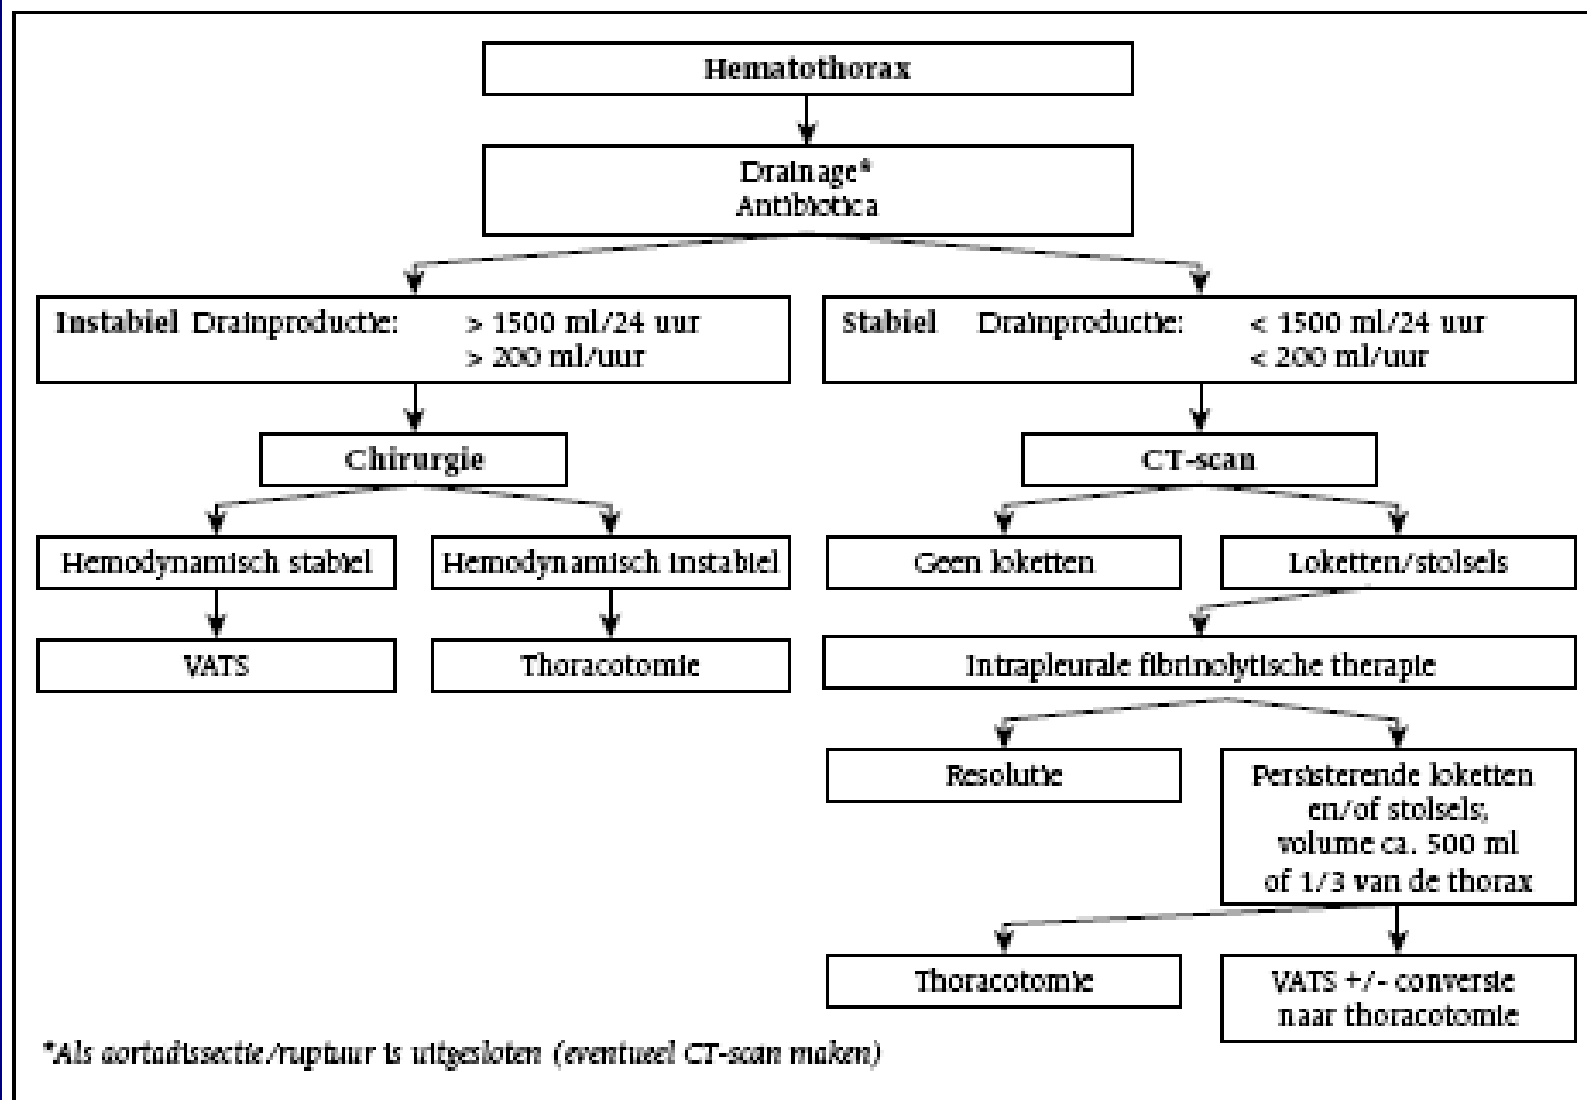 Hematothorax
Drainage*
Antibiotica
Instabiel Drainproductie: > 1500 ml/24 uur
> 200 ml/uur
Stabiel Drainproductie: < 1500 ml/24 uur
< 200 ml/uur
Chirurgie
CT-scan
Hemodynamisch stabiel
Hemodynamisch instabiel
Geen loketten
Loketten/stolsels
VATS
Thoracotomie
Intrapleurale fibrinolytische therapie
Resolutie
Persisterende loketten
en/of stolsels,
volume ca. 500 ml
of 1/3 van de thorax
Thoracotomie
VATS +/- conversie
naar thoracotomie
*Als aortadissectie/ruptuur is uitgesloten (eventueel CT-scan maken)